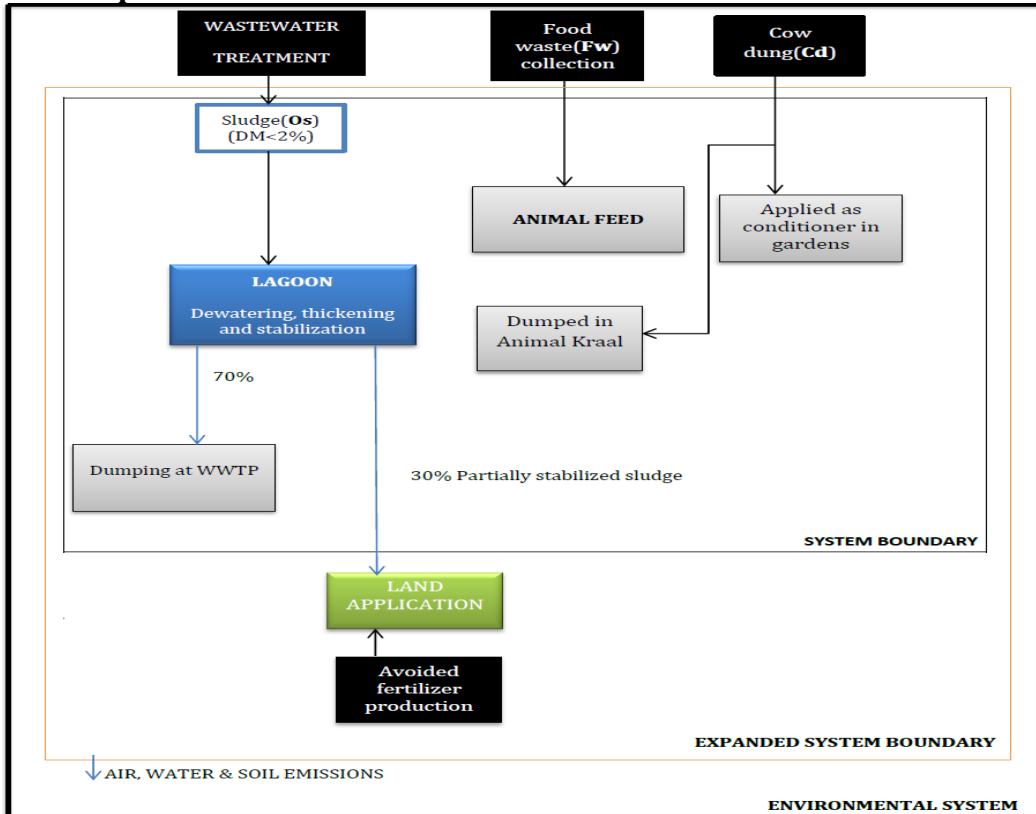 WASTEWATER
TREATMENT
Food
waste(Fw)
collection
Cow
dung(Cd)
Sludge(Os)
(DM<2%)
ANIMAL FEED
Applied as
conditioner in
gardens
LAGOON
Dewatering, thickening
and stabilization
Dumped in
Animal Kraal
70%
Dumping at WWTP
30% Partially stabilized sludge
SYSTEM BOUNDARY
LAND
APPLICATION
Avoided
fertilizer
production
EXPANDED SYSTEM BOUNDARY
AIR, WATER & SOIL EMISSIONS
ENVIRONMENTAL SYSTEM